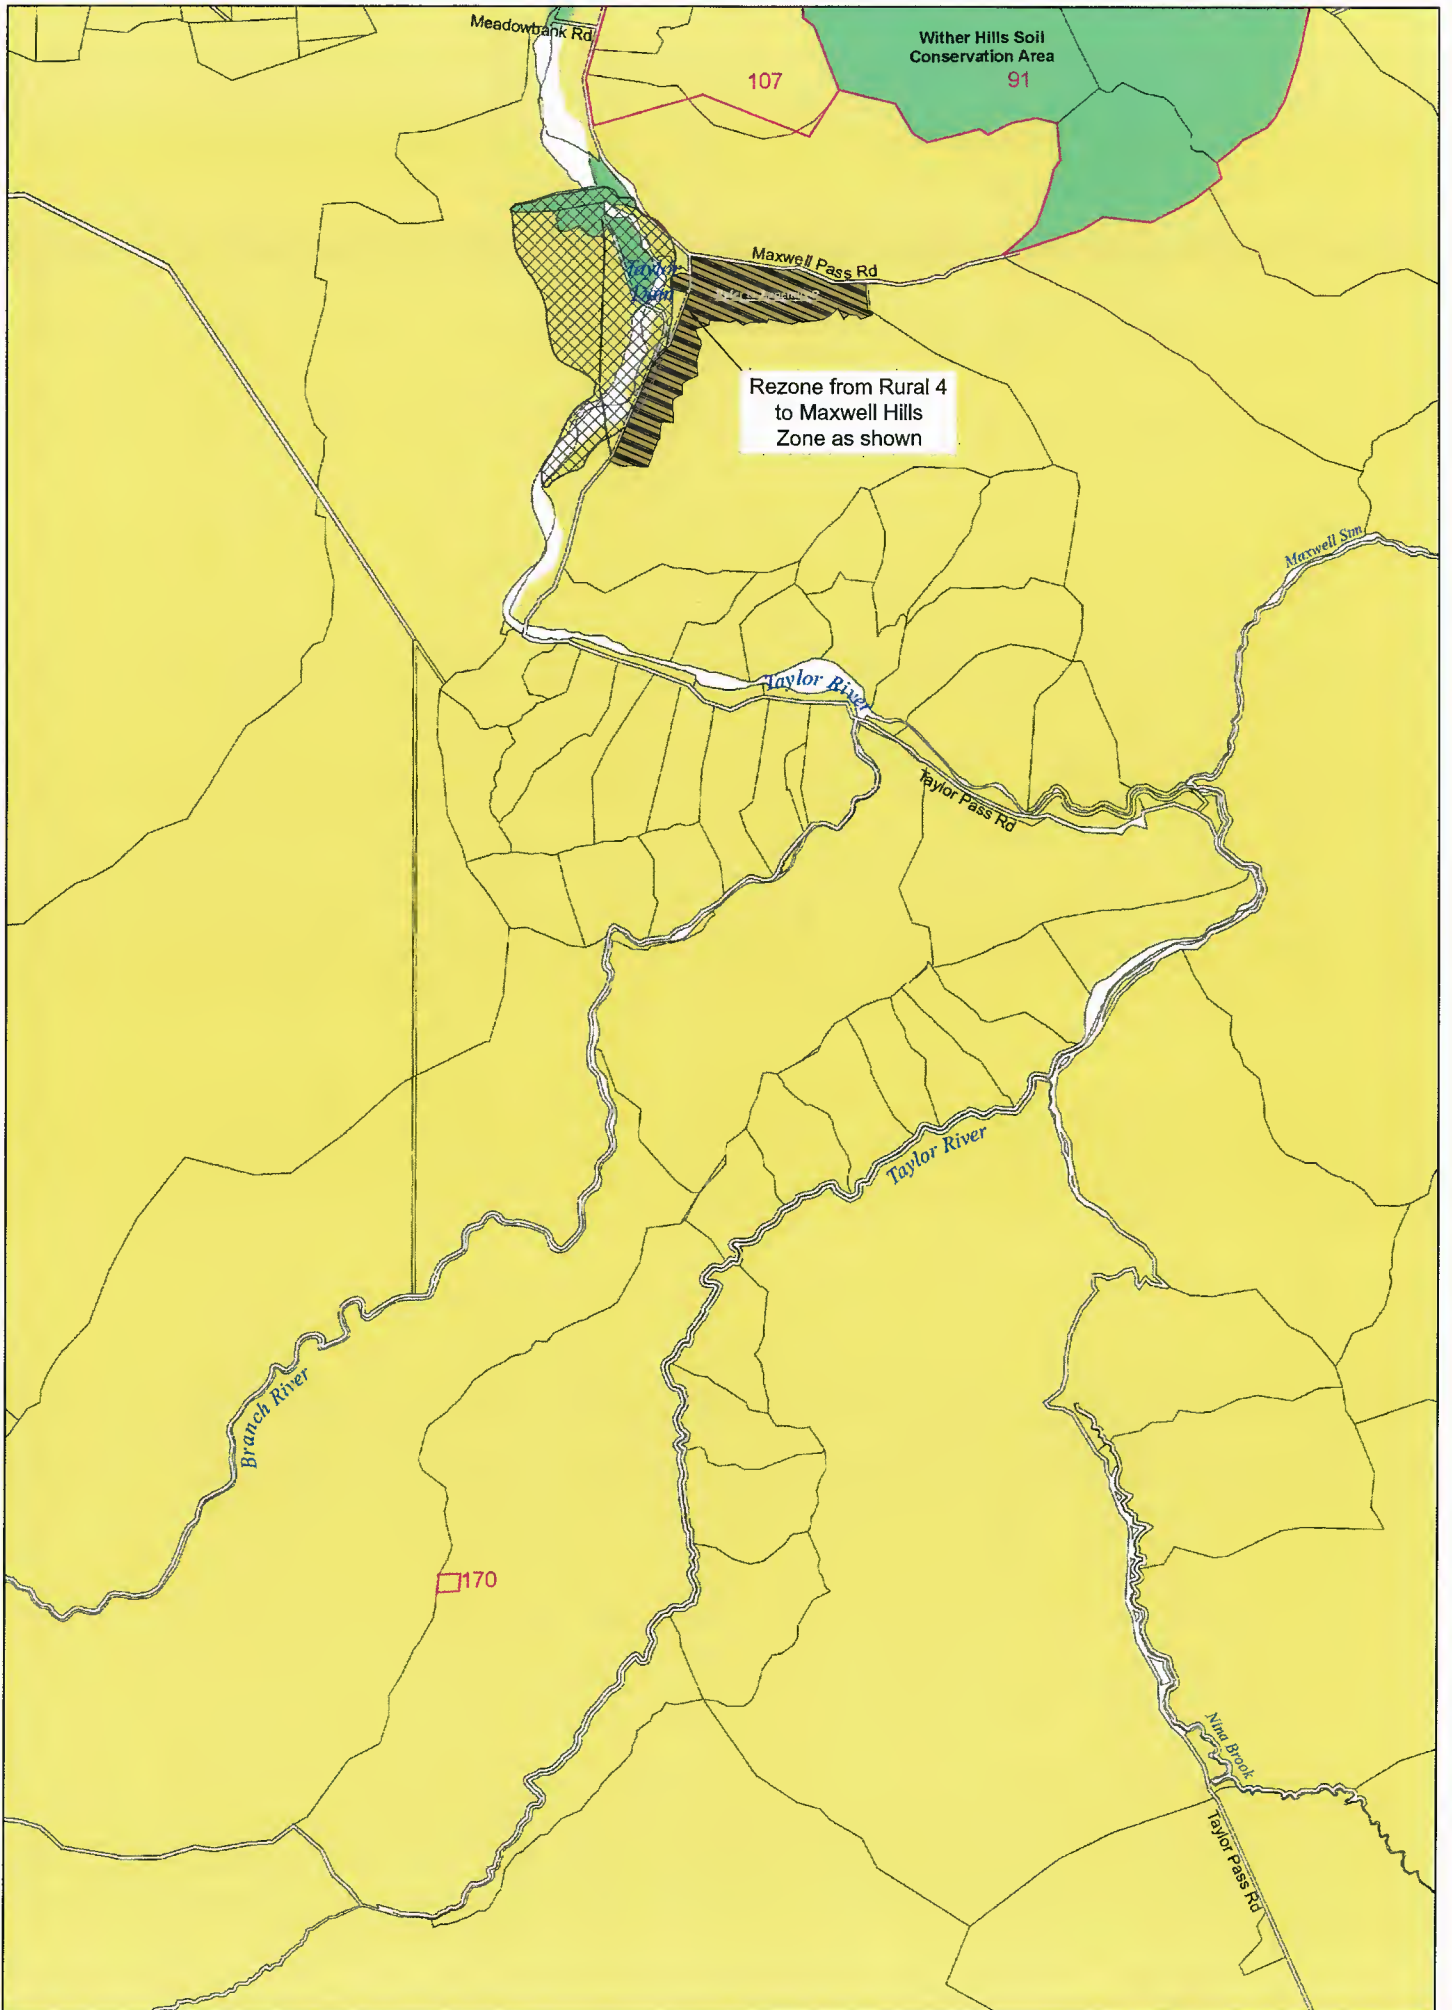 Meadowbank Rd
Wither Hills Soil
Conservation Area
107
91
Taylor
Dam
Maxwell Pass Rd
Rezone from Rural 4
to Maxwell Hills
Zone as shown
Maxwell Stm
Taylor River
Taylor Pass Rd
Taylor River
Branch River
170
Nina Brook
Taylor Pass Rd